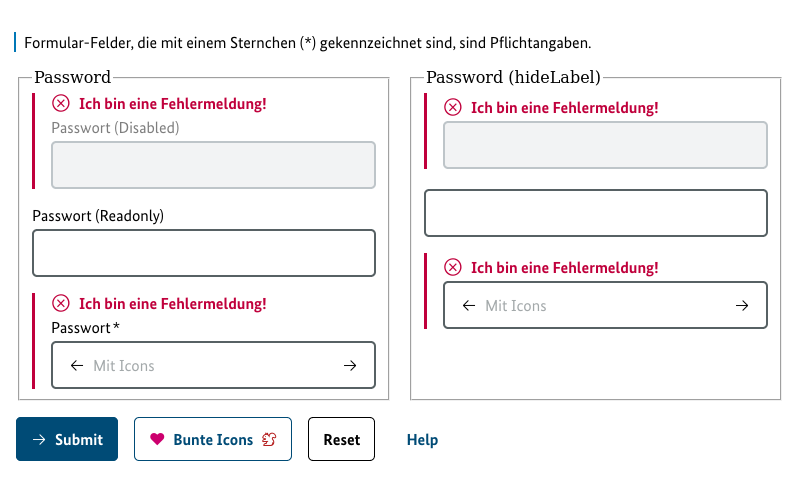 Formular-Felder, die mit einem Sternchen (*) gekennzeichnet sind, sind Pflichtangaben.
Password
Ich bin eine Fehlermeldung!
Passwort (Disabled)
Passwort (Readonly)
Ich bin eine Fehlermeldung!
Passwort *
Mit Icons
Password (hideLabel)
Ich bin eine Fehlermeldung!
Ich bin eine Fehlermeldung!
Mit Icons
Submit
Bunte Icons
Reset
Help